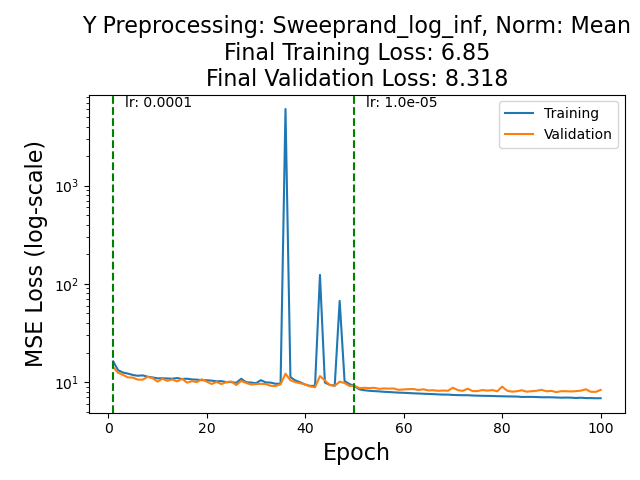 Y Preprocessing: Sweeprand_log_inf, Norm: Mean
Final Training Loss: 6.85
Final Validation Loss: 8.318
lr: 0.0001
lr: 1.0e-05
Training
Validation
MSE Loss (log-scale)
10³
10²
10¹
0 20 40 60 80 100
Epoch